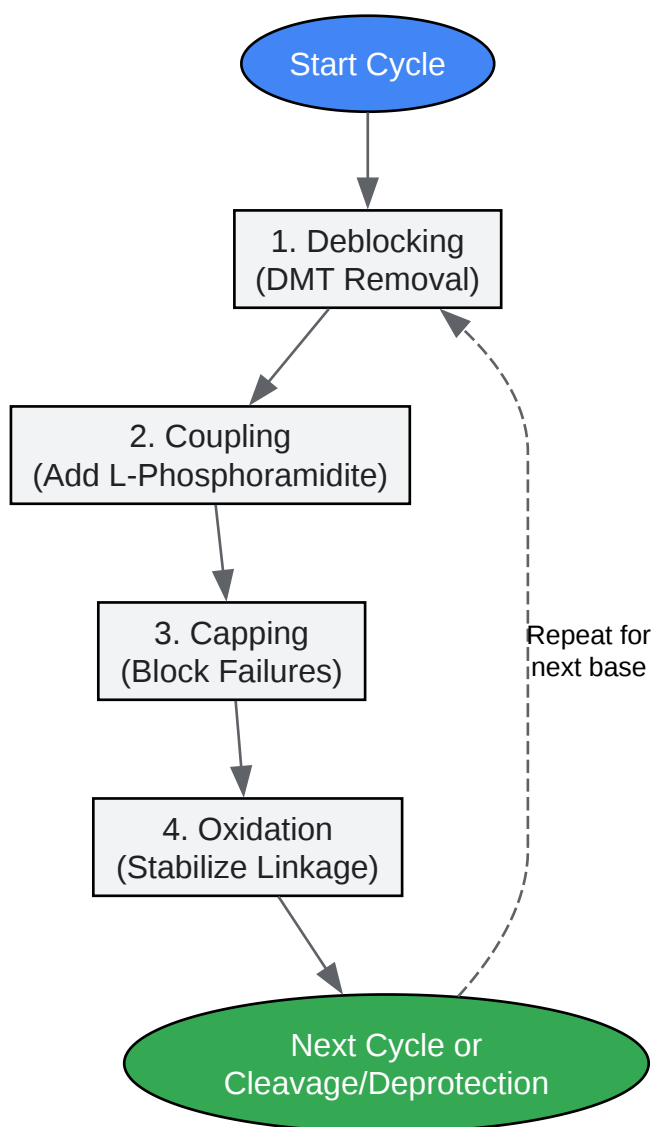 Start Cycle
1. Deblocking
(DMT Removal)
2. Coupling
(Add L-Phosphoramidite)
3. Capping
(Block Failures)
Repeat for
next base
4. Oxidation
(Stabilize Linkage)
Next Cycle or
Cleavage/Deprotection